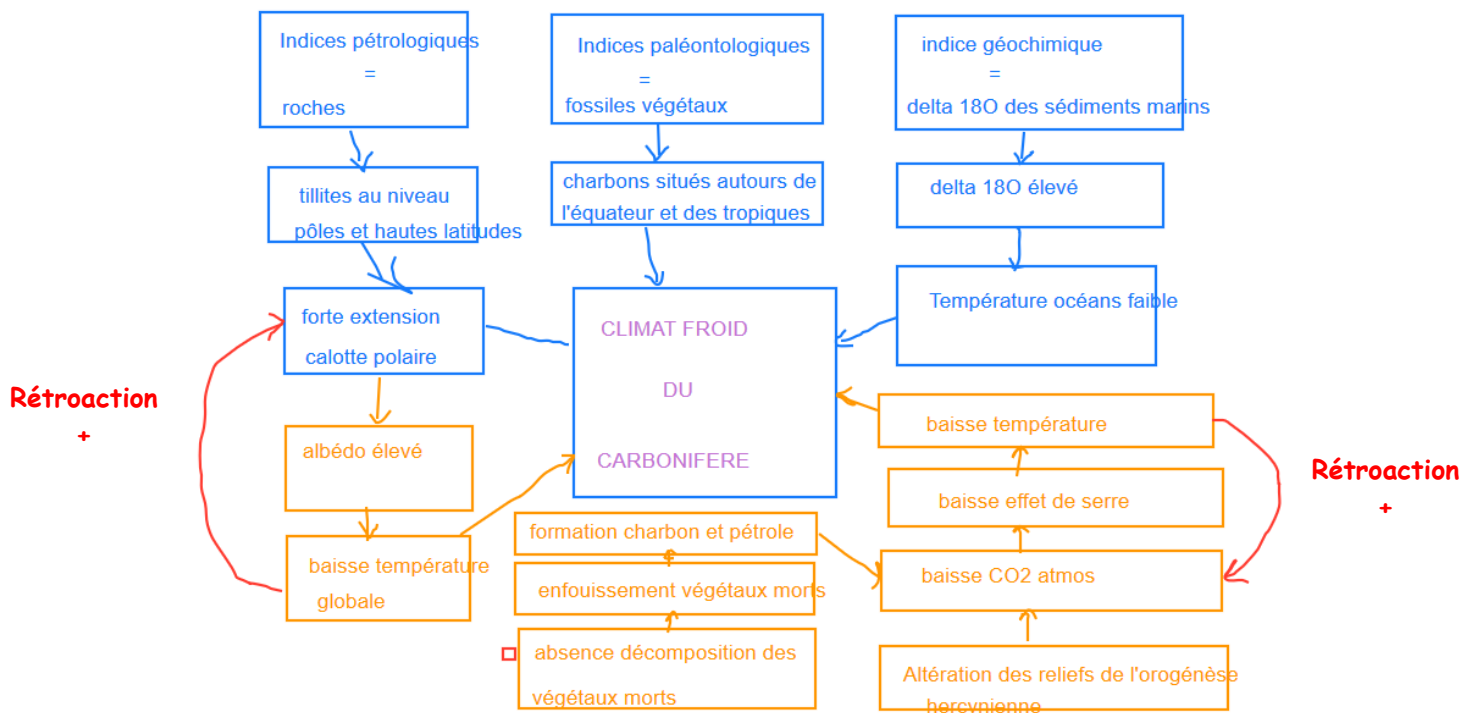 Indices pétrologiques
=
roches
Indices paléontologiques
=
fossiles végétaux
indice géochimique
=
delta 18O des sédiments marins
tillites au niveau
pôles et hautes latitudes
charbons situés autours de
l'équateur et des tropiques
delta 18O élevé
forte extension
calotte polaire
CLIMAT FROID
DU
CARBONIFERE
Température océans faible
Rétroaction
+
albédo élevé
baisse température
globale
baisse température
baisse effet de serre
Rétroaction
+
formation charbon et pétrole
enfouissement végétaux morts
absence décomposition des
végétaux morts
baisse CO2 atmos
Altération des reliefs de l'orogénèse
hercynienne